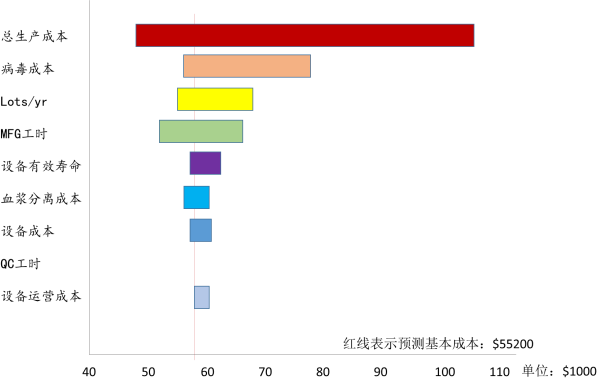 总生产成本
病毒成本
Lots/yr
MFG工时
设备有效寿命
血浆分离成本
设备成本
QC工时
设备运营成本
红线表示预测基本成本：$55200
40 50 60 70 80 90 100 110 单位：$1000